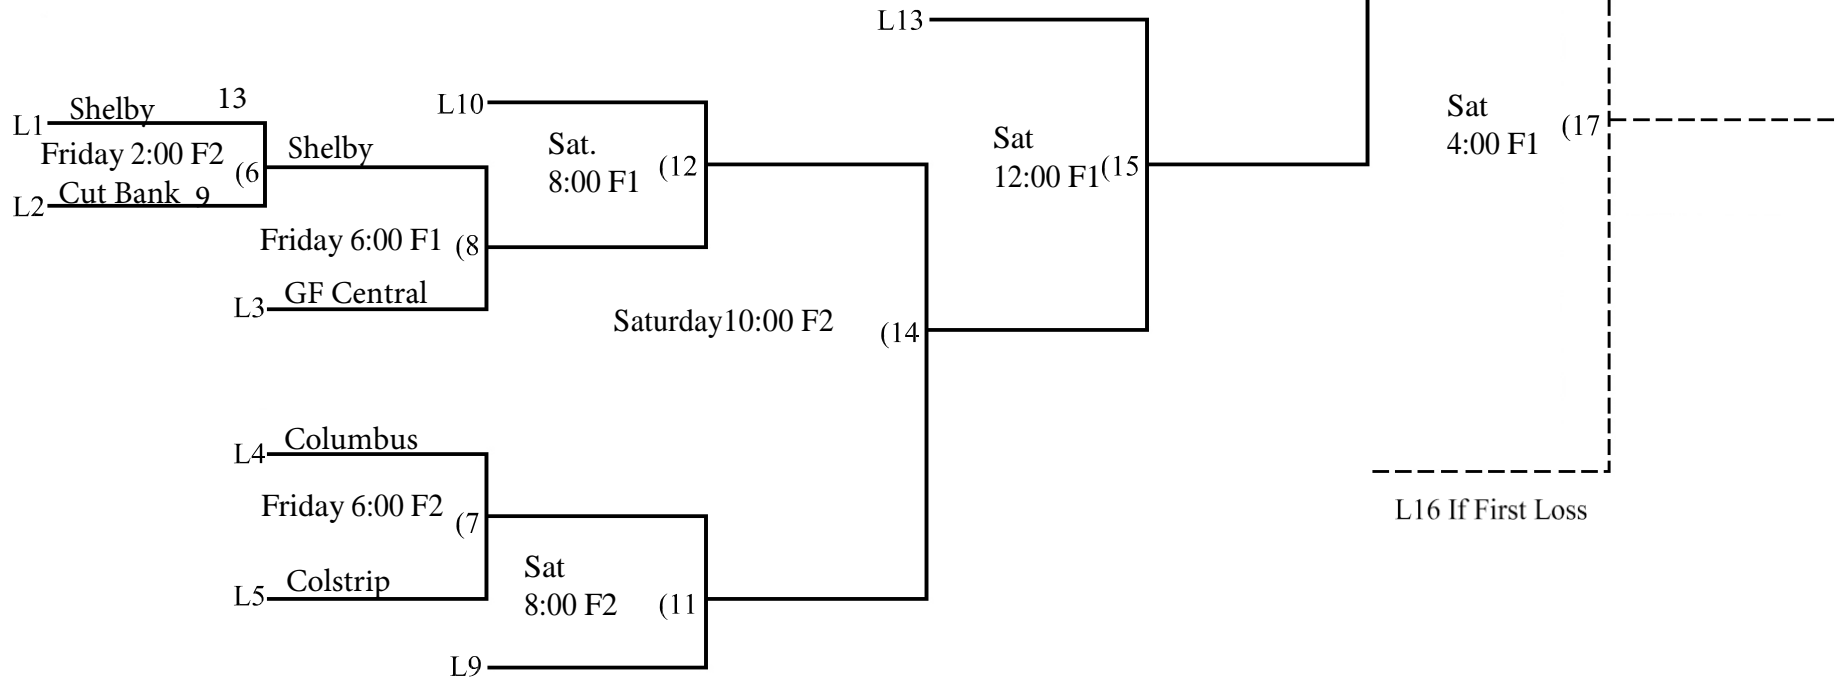 L13
Shelby 13
L1
Friday 2:00 F2
(6
Cut Bank 9
L2
Shelby
L10
Sat.
8:00 F1
(12
Friday 6:00 F1 (8
GF Central
L3
Sat
12:00 F1(15
Sat
4:00 F1
(17
Saturday10:00 F2
(14
Columbus
L4
Friday 6:00 F2
(7
Colstrip
L5
Sat
8:00 F2
(11
L9
L16 If First Loss